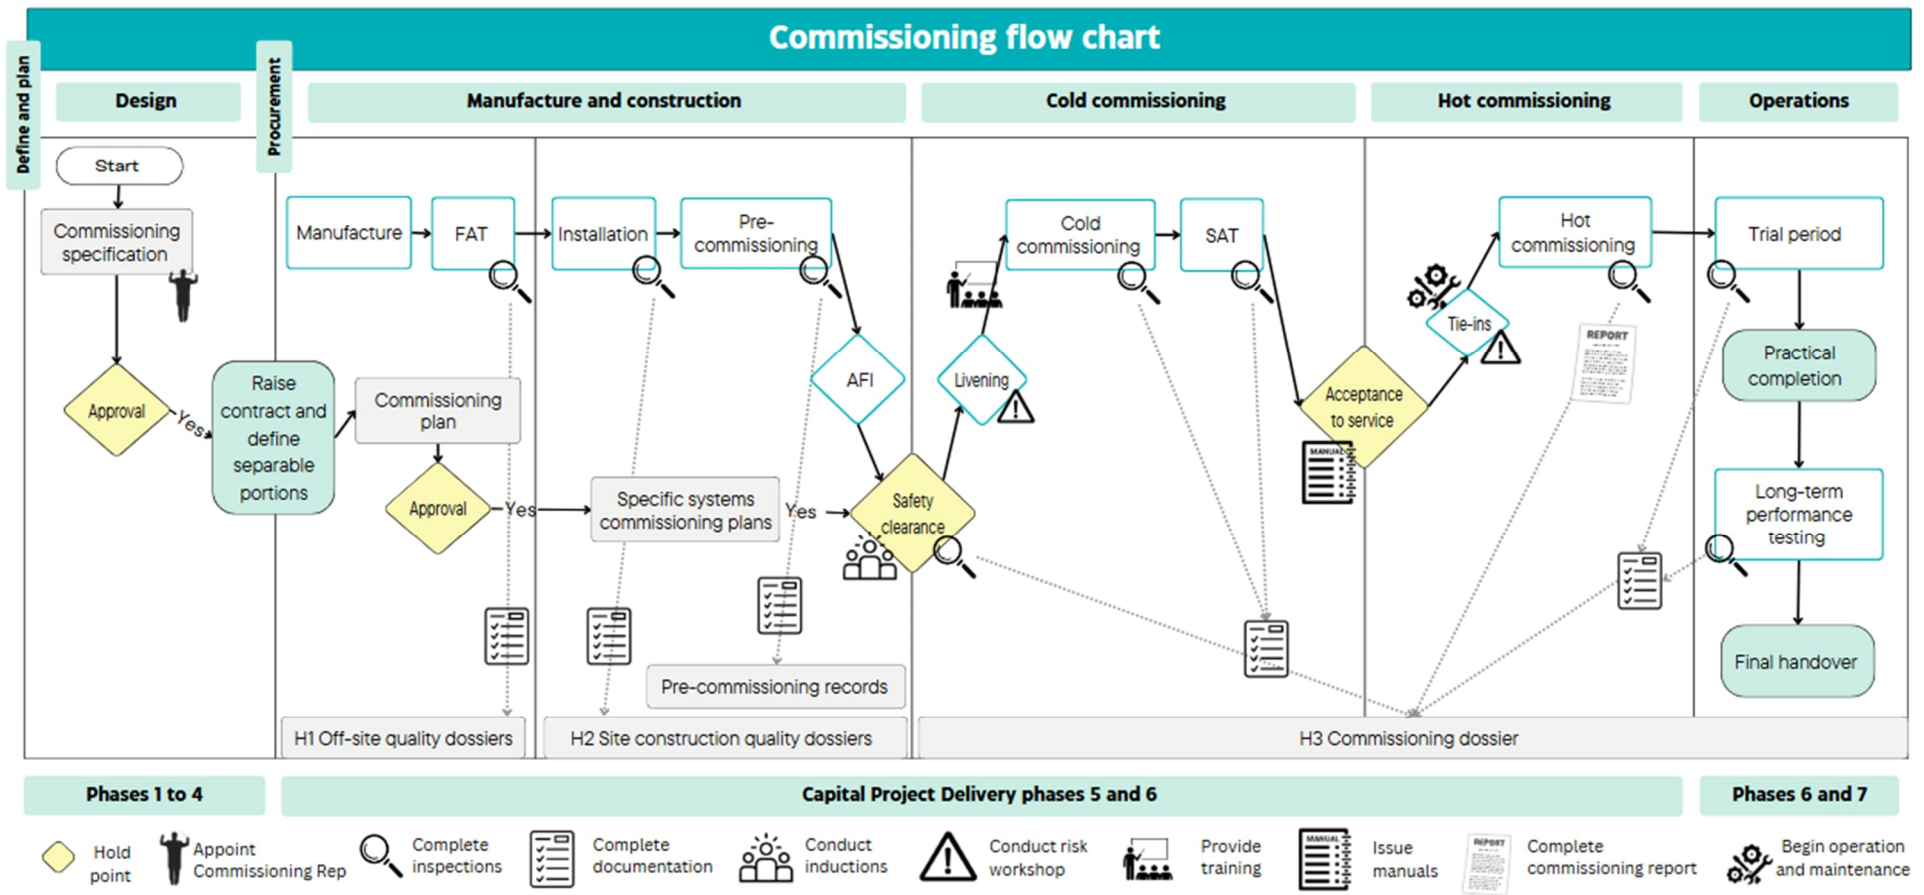 Commissioning flow chart
Define and plan
Design
Procurement
Manufacture and construction
Cold commissioning
Hot commissioning
Operations
Start
Commissioning
specification
Approval
Yes
Raise
contract and
define
separable
portions
Manufacture
FAT
Installation
Pre-
commissioning
Commissioning
plan
Approval
Yes
Specific systems
commissioning plans
Yes
AFI
Safety
clearance
Livening
Cold
commissioning
SAT
Acceptance
to service
MANUAL
Tie-ins
Hot
commissioning
REPORT
Trial period
Practical
completion
Long-term
performance
testing
Final handover
Pre-commissioning records
H1 Off-site quality dossiers
H2 Site construction quality dossiers
H3 Commissioning dossier
Phases 1 to 4
Capital Project Delivery phases 5 and 6
Phases 6 and 7
Hold
point
Appoint
Commissioning Rep
Complete
inspections
Complete
documentation
Conduct
inductions
Conduct risk
workshop
Provide
training
MANUAL
Issue
manuals
REPORT
Complete
commissioning report
Begin operation
and maintenance